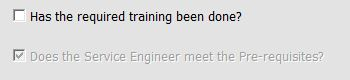 Has the required training been done?
Does the Service Engineer meet the Pre-requisites?